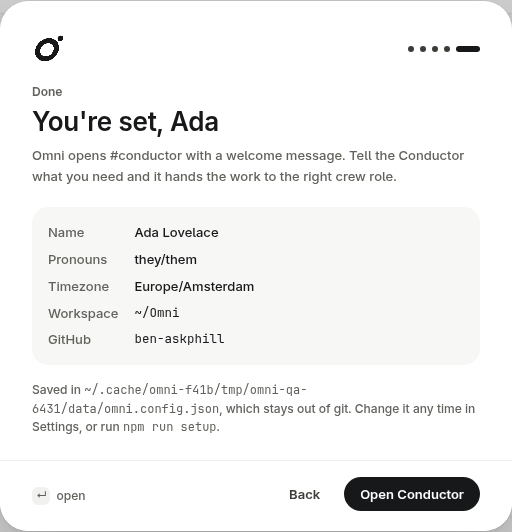 Done
You're set, Ada
Omni opens #conductor with a welcome message. Tell the Conductor
what you need and it hands the work to the right crew role.
Name Ada Lovelace
Pronouns they/them
Timezone Europe/Amsterdam
Workspace ~/Omni
GitHub ben-askphill
Saved in ~/.cache/omni-f41b/tmp/omni-qa-
6431/data/omni.config.json, which stays out of git. Change it any time in
Settings, or run npm run setup.
↵ open Back Open Conductor